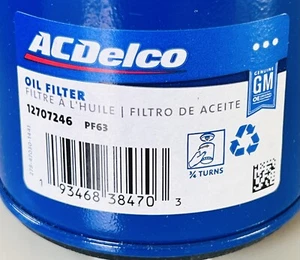 ACDelco
GENUINE
GM
OE
OIL FILTER
FILTRE À L'HUILE | FILTRO DE ACEITE
12707246 PF63
¾ TURNS
1 93468 38470 3